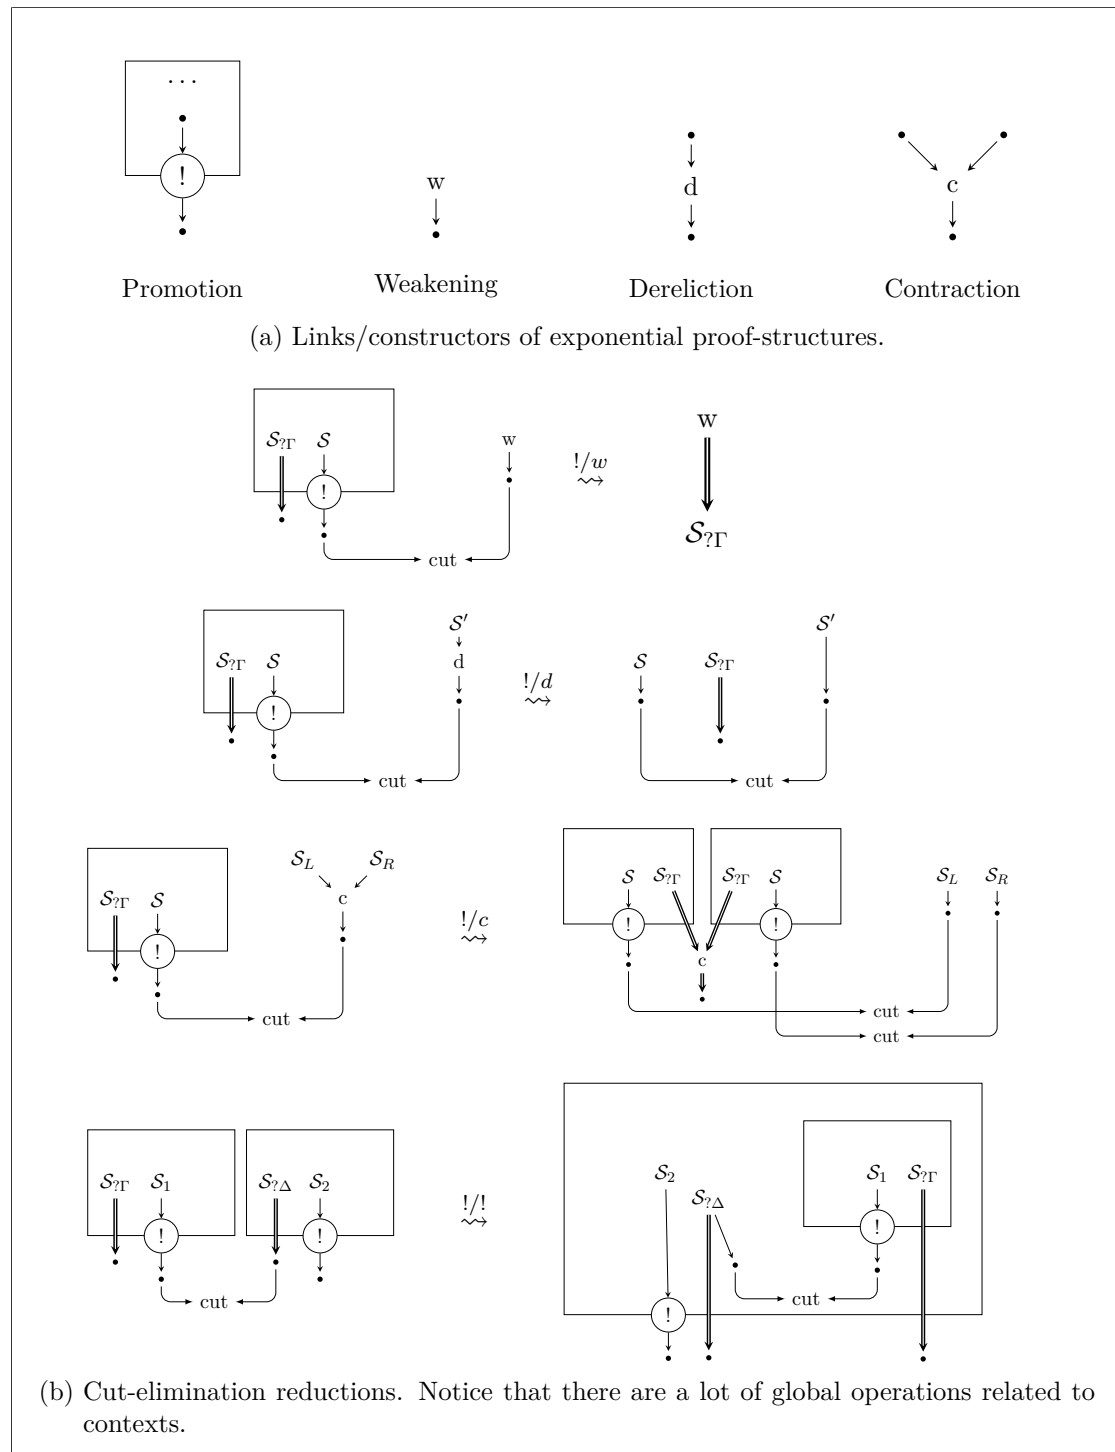 . . .
!
w
d
c
Promotion
Weakening
Dereliction
Contraction
(a) Links/constructors of exponential proof-structures.
𝒮?Γ 𝒮 w !/w w
! 𝒮?Γ
cut
𝒮′ 𝒮′
𝒮?Γ 𝒮 d !/d 𝒮 𝒮?Γ
!
cut cut
𝒮L 𝒮R 𝒮 𝒮?Γ 𝒮?Γ 𝒮 𝒮L 𝒮R
𝒮?Γ 𝒮 c !/c ! !
! c
cut cut
cut
𝒮?Γ 𝒮1 𝒮?Δ 𝒮2 !/! 𝒮2 𝒮?Δ 𝒮1 𝒮?Γ
! ! !
cut cut
!
(b) Cut-elimination reductions. Notice that there are a lot of global operations related to
contexts.